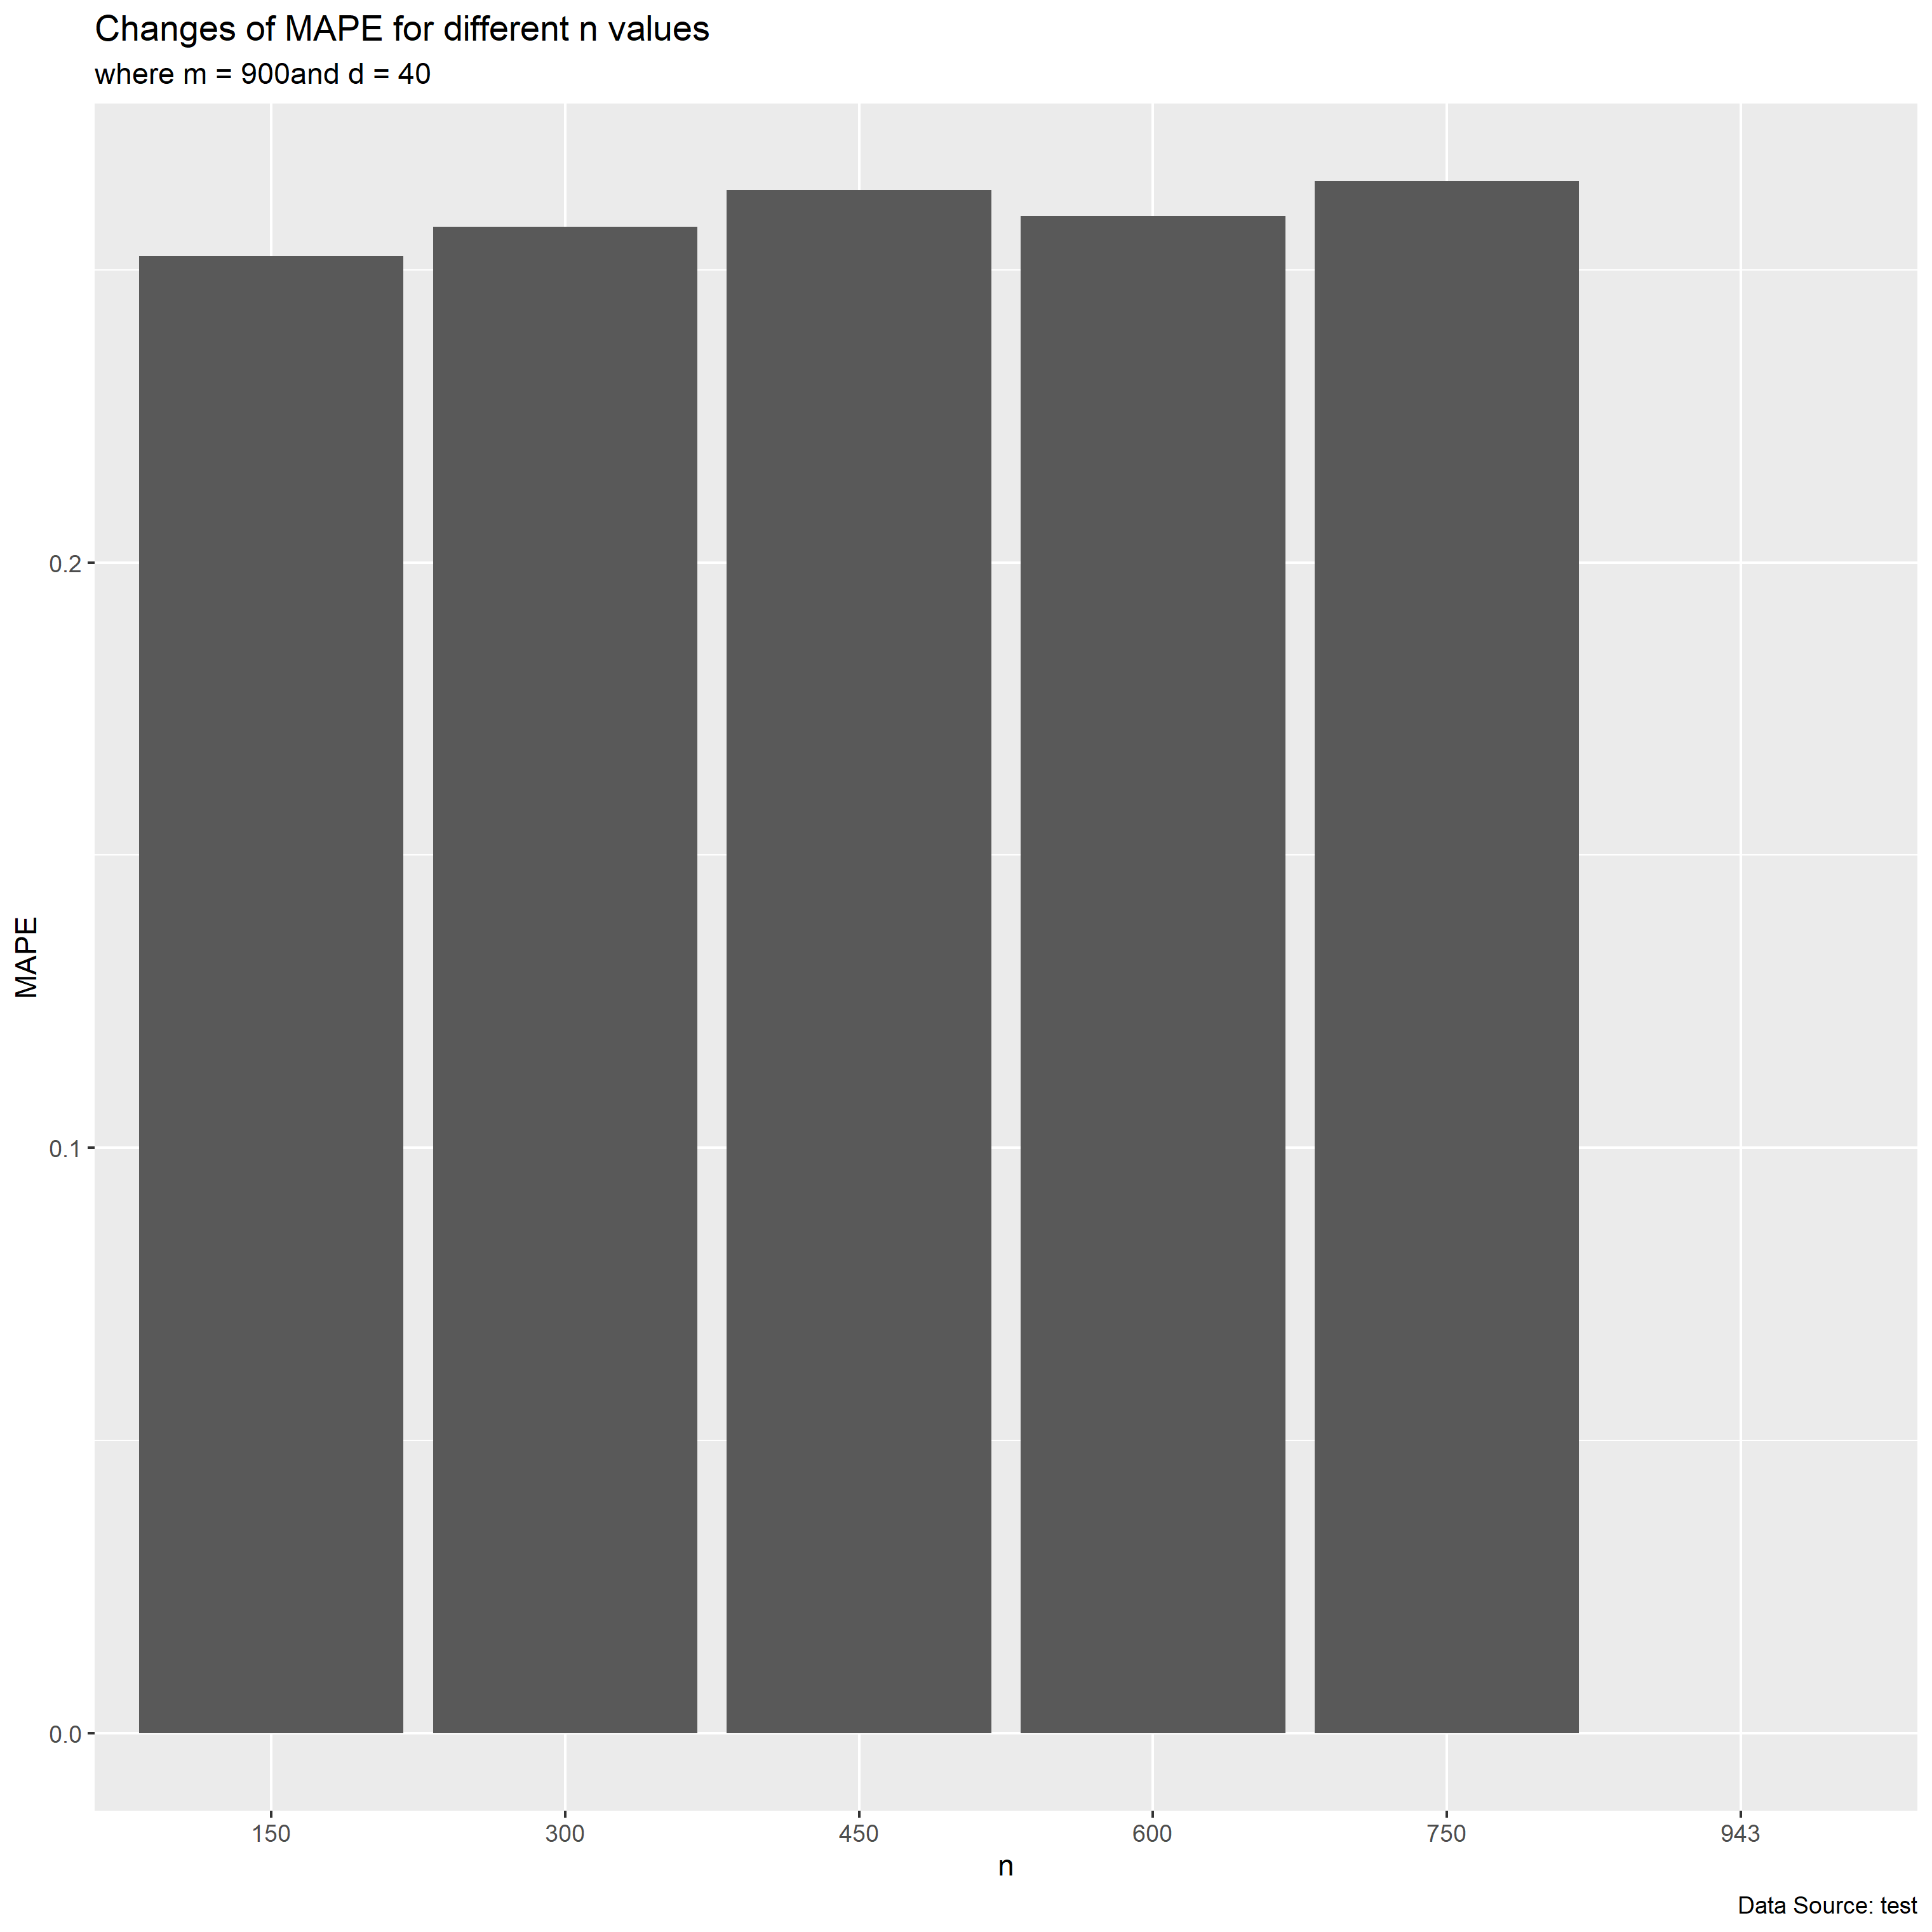 Changes of MAPE for different n values
where m = 900and d = 40
MAPE
0.2
0.1
0.0
150 300 450 600 750 943
n
Data Source: test